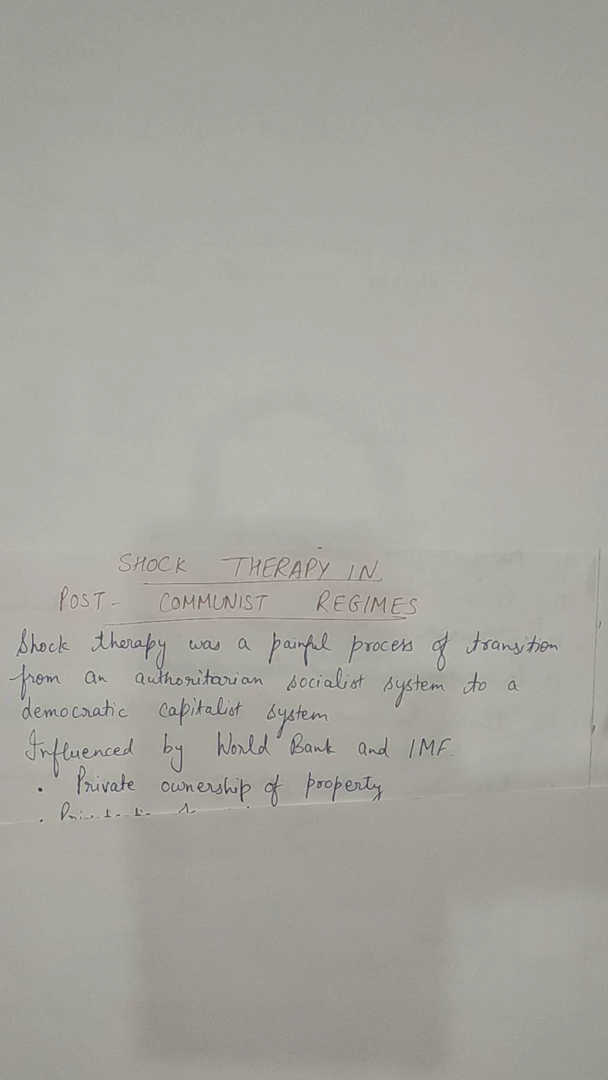 SHOCK THERAPY IN
POST- COMMUNIST REGIMES
Shock therapy was a painful process of transition
from an authoritarian socialist system to a
democratic capitalist system
Influenced by World Bank and IMF.
• Private ownership of property